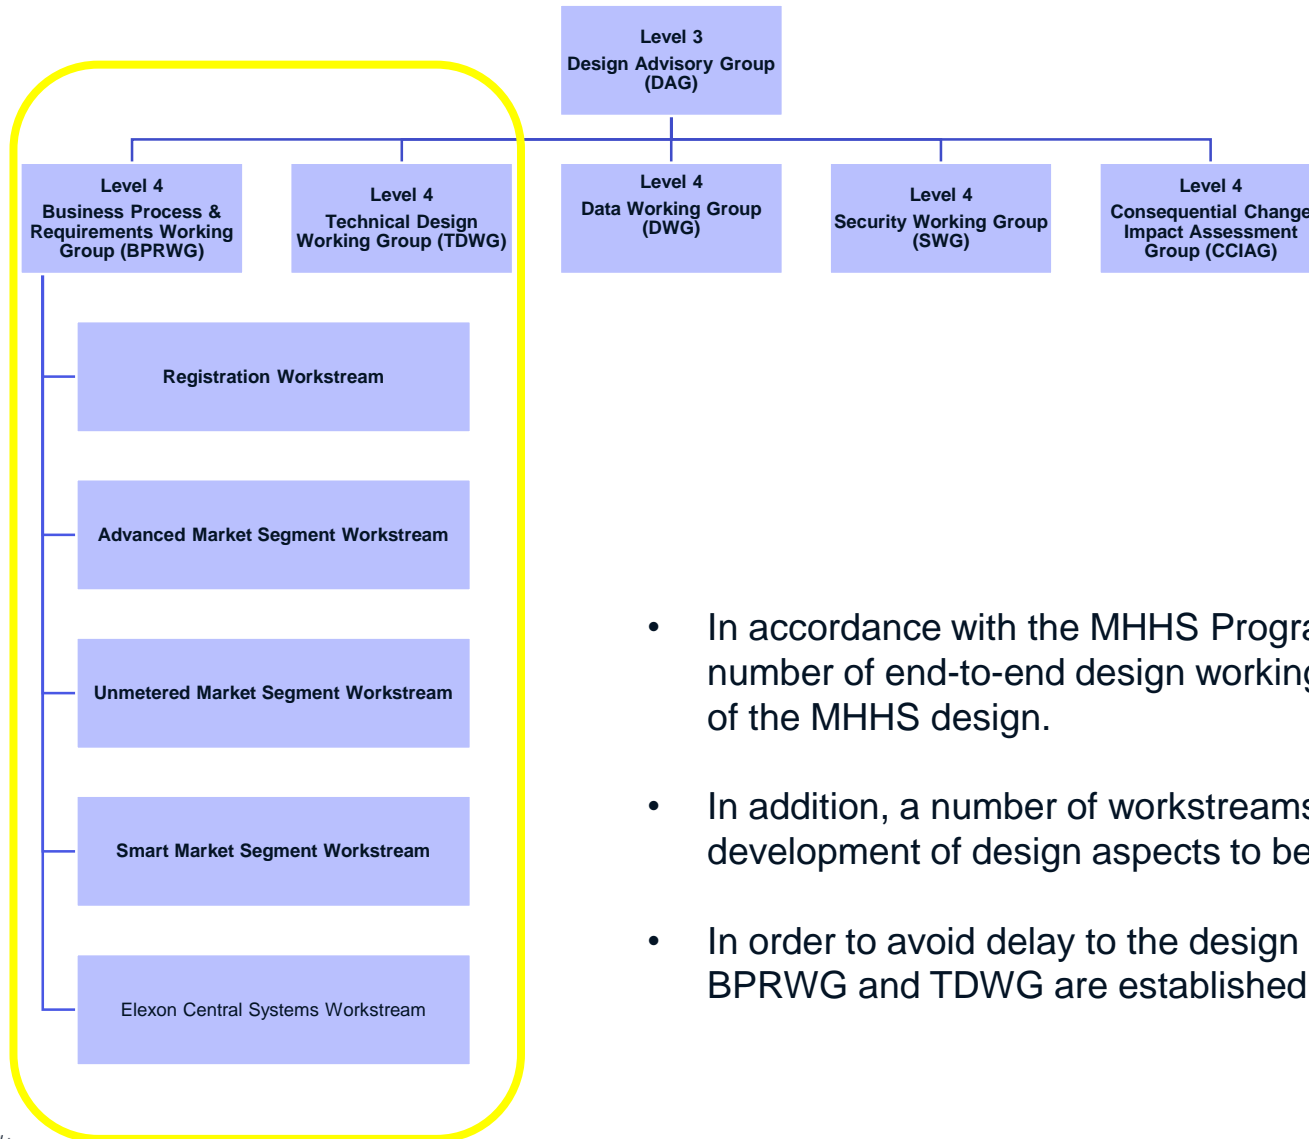 Level 3
Design Advisory Group
(DAG)
Level 4
Business Process &
Requirements Working
Group (BPRWG)
Level 4
Technical Design
Working Group (TDWG)
Level 4
Data Working Group
(DWG)
Level 4
Security Working Group
(SWG)
Level 4
Consequential Change
Impact Assessment
Group (CCIAG)
Registration Workstream
Advanced Market Segment Workstream
Unmetered Market Segment Workstream
Smart Market Segment Workstream
Elexon Central Systems Workstream
• In accordance with the MHHS
number of end-to-end design working
of the MHHS design.
• In addition, a number of workstreams
development of design aspects to be
• In order to avoid delay to the design
BPRWG and TDWG are established